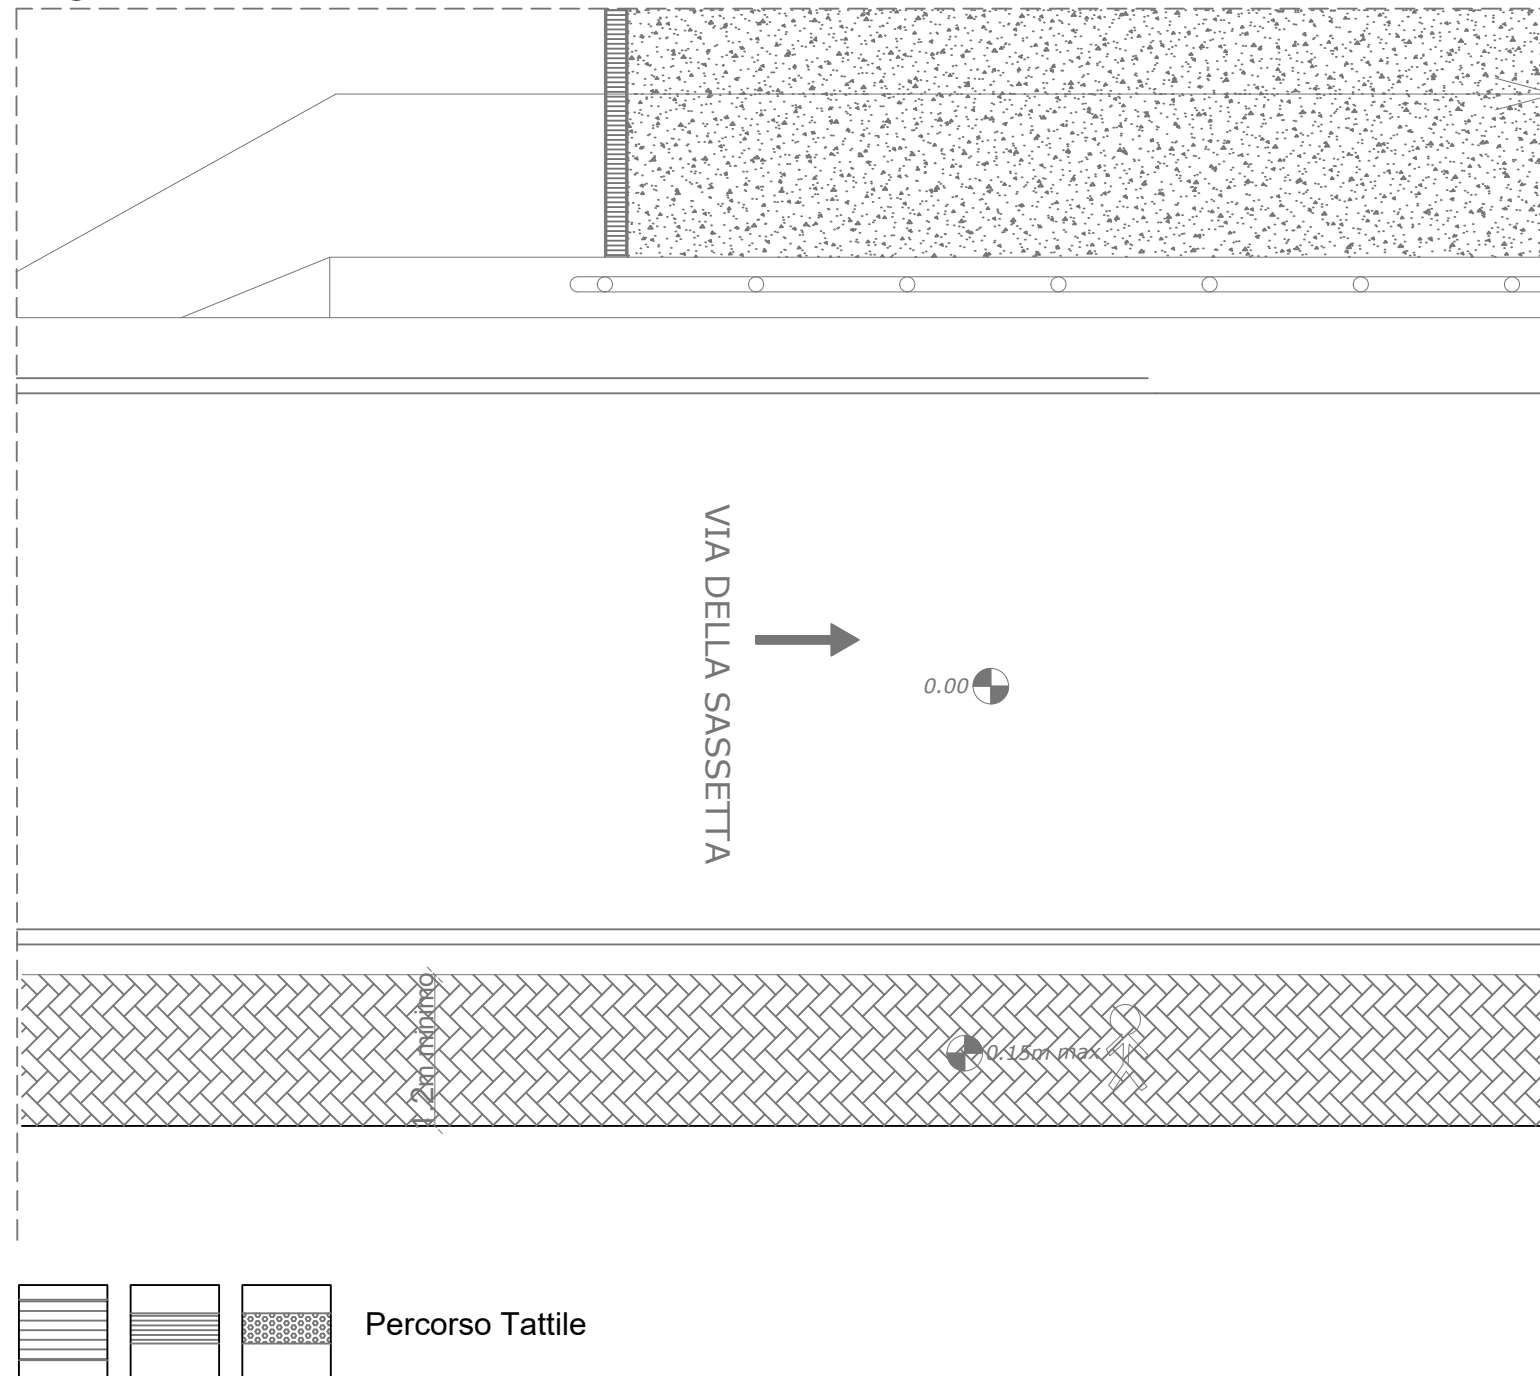 VIA DELLA SASSETTA
0.00
1.2m minimo
0.15m max
Percorso Tattile